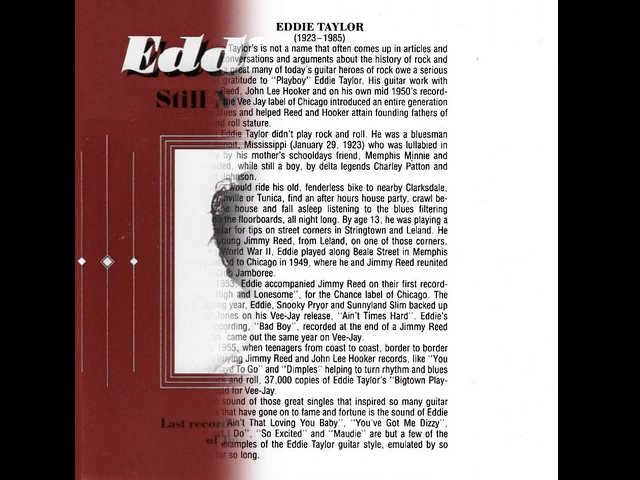 Edd
Still
Last record
of
EDDIE TAYLOR
(1923–1985)
Taylor's is not a name that often comes up in articles and
conversations and arguments about the history of rock and
great many of today's guitar heroes of rock owe a serious
gratitude to "Playboy" Eddie Taylor. His guitar work with
Reed, John Lee Hooker and on his own mid 1950's record-
the Vee Jay label of Chicago introduced an entire generation
blues and helped Reed and Hooker attain founding fathers of
and roll stature.
Eddie Taylor didn't play rock and roll. He was a bluesman
Mississippi (January 29, 1923) who was lullabied in
by his mother's schooldays friend, Memphis Minnie and
while still a boy, by delta legends Charley Patton and
Johnson.
would ride his old, fenderless bike to nearby Clarksdale,
or Tunica, find an after hours house party, crawl be-
house and fall asleep listening to the blues filtering
the floorboards, all night long. By age 13, he was playing a
for tips on street corners in Stringtown and Leland. He
young Jimmy Reed, from Leland, on one of those corners.
World War II, Eddie played along Beale Street in Memphis
to Chicago in 1949, where he and Jimmy Reed reunited
Jamboree.
1953, Eddie accompanied Jimmy Reed on their first record-
High and Lonesome", for the Chance label of Chicago. The
year, Eddie, Snooky Pryor and Sunnyland Slim backed up
Jones on his Vee-Jay release, "Ain't Times Hard". Eddie's
recording, "Bad Boy", recorded at the end of a Jimmy Reed
came out the same year on Vee-Jay.
1955, when teenagers from coast to coast, border to border
buying Jimmy Reed and John Lee Hooker records, like "You
To Go" and "Dimples" helping to turn rhythm and blues
and roll, 37,000 copies of Eddie Taylor's "Bigtown Play-
sold for Vee-Jay.
sound of those great singles that inspired so many guitar
that have gone on to fame and fortune is the sound of Eddie
"Ain't That Loving You Baby", "You've Got Me Dizzy",
I Do", "So Excited" and "Maudie" are but a few of the
examples of the Eddie Taylor guitar style, emulated by so
for so long.